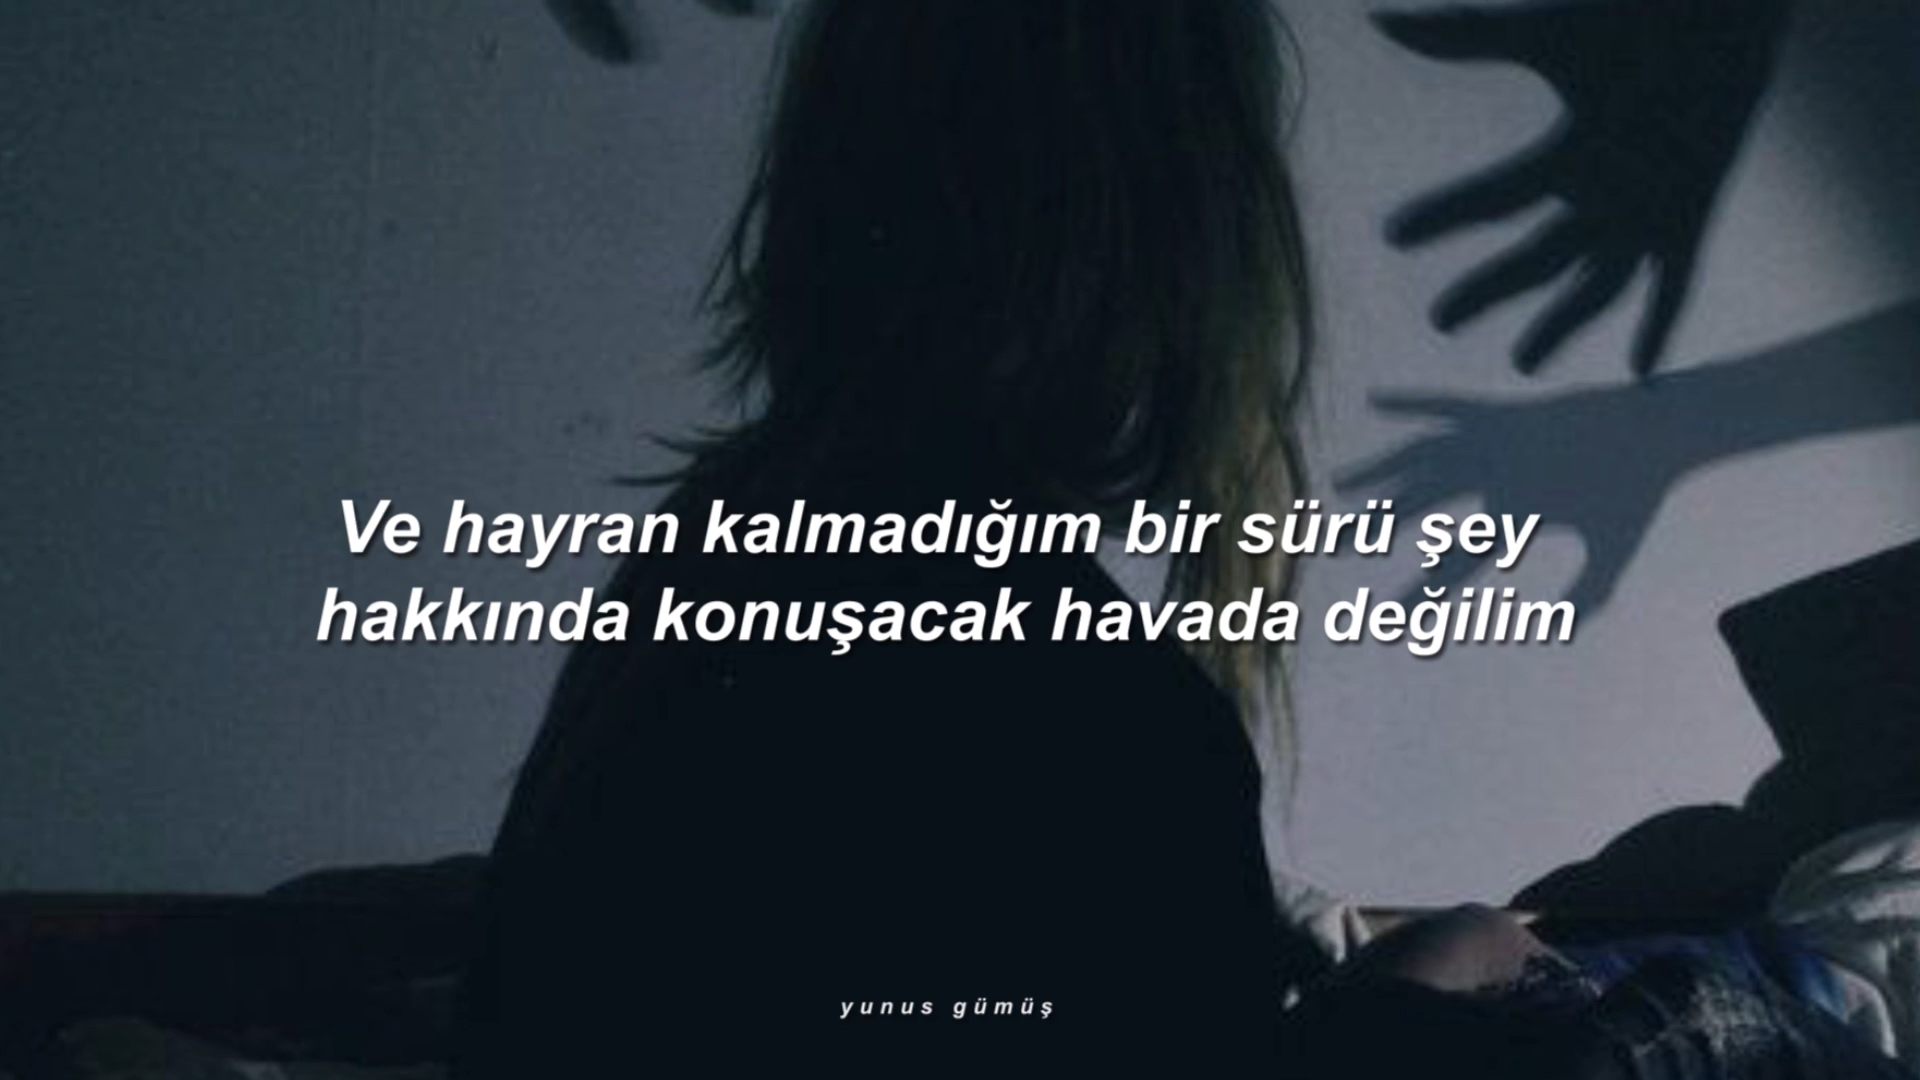 Ve hayran kalmadığım bir sürü şey
hakkında konuşacak havada değilim
yunus gümüş